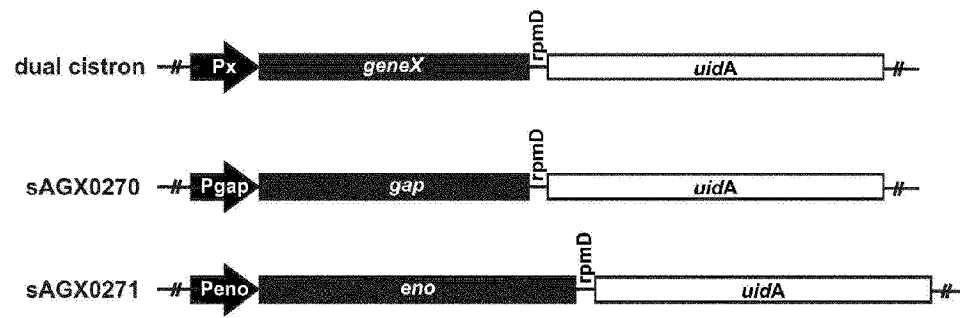 rpmD
dual cistron Px geneX uidA
rpmD
sAGX0270 Pgap gap uidA
rpmD
sAGX0271 Peno eno uidA